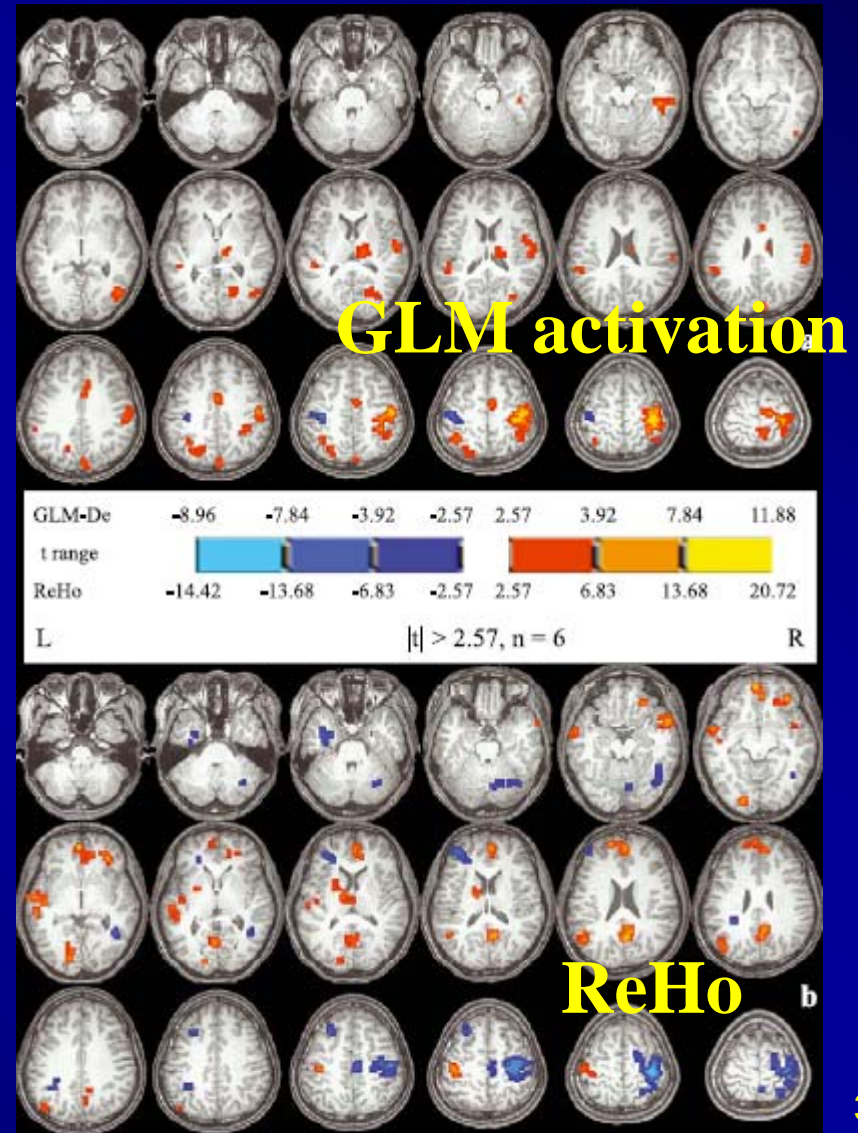 GLM activation
a
GLM-De -8.96 -7.84 -3.92 -2.57 2.57 3.92 7.84 11.88
t range
ReHo -14.42 -13.68 -6.83 -2.57 2.57 6.83 13.68 20.72
L |t| > 2.57, n = 6 R
ReHo b
3